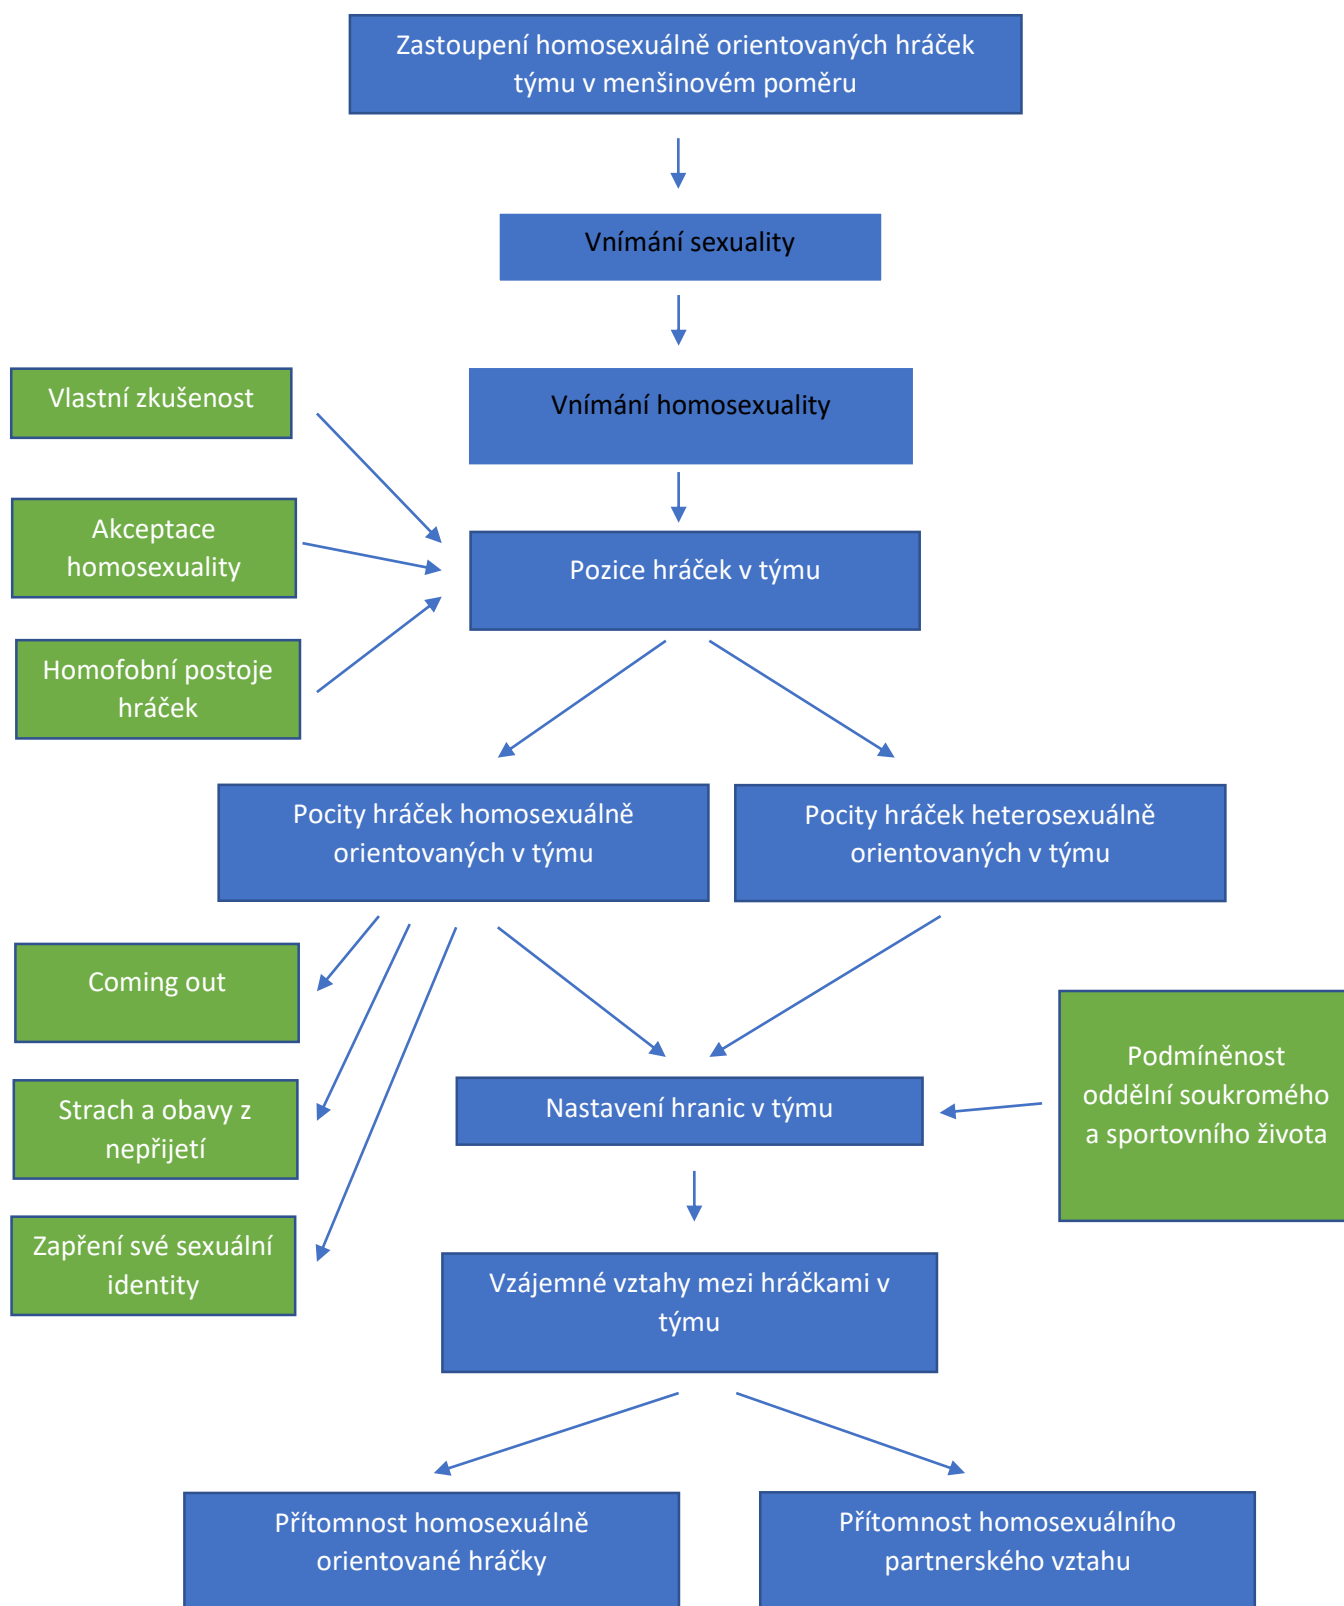 Zastoupení homosexuálně orientovaných hráček
týmu v menšinovém poměru
Vnímání sexuality
Vlastní zkušenost
Vnímání homosexuality
Akceptace
homosexuality
Pozice hráček v týmu
Homofobní postoje
hráček
Pocity hráček homosexuálně
orientovaných v týmu
Pocity hráček heterosexuálně
orientovaných v týmu
Coming out
Podmíněnost
oddělní soukromého
a sportovního života
Strach a obavy z
nepřijetí
Nastavení hranic v týmu
Zapření své sexuální
identity
Vzájemné vztahy mezi hráčkami v
týmu
Přítomnost homosexuálně
orientované hráčky
Přítomnost homosexuálního
partnerského vztahu